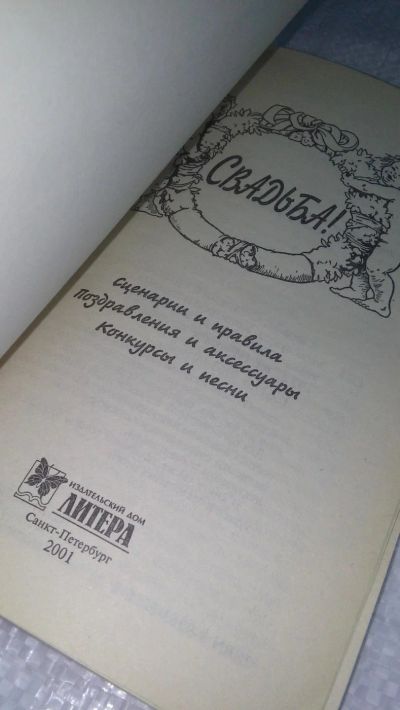 СВАДЬБА!
сценарии и правила
поздравления и аксессуары
конкурсы и песни
ИЗДАТЕЛЬСКИЙ ДОМ
ЛИТЕРА
Санкт-Петербург
2001